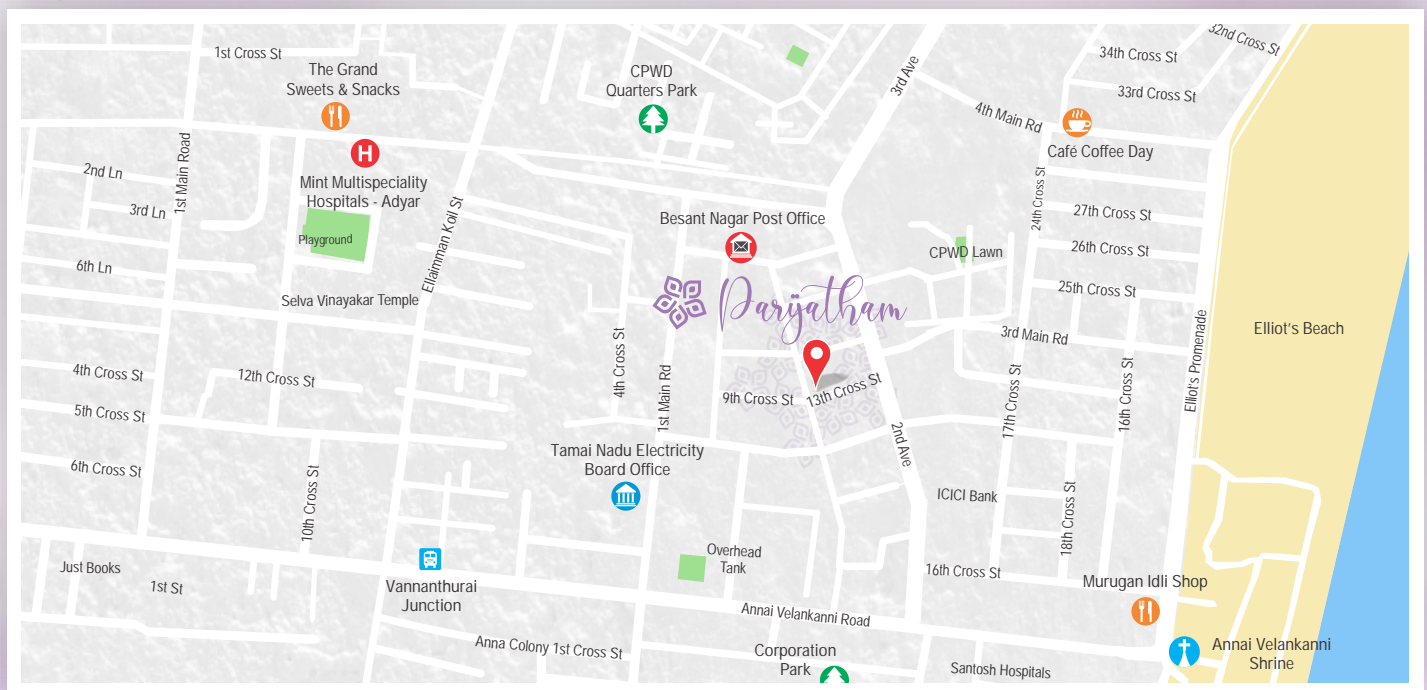 1st Cross St
The Grand
Sweets & Snacks
CPWD
Quarters Park
3rd Ave
32nd Cross St
34th Cross St
33rd Cross St
4th Main Rd
Café Coffee Day
2nd Ln
3rd Ln
1st Main Road
Mint Multispeciality
Hospitals - Adyar
Playground
Ellaimman Koil St
Besant Nagar Post Office
CPWD Lawn
24th Cross St
27th Cross St
26th Cross St
25th Cross St
6th Ln
Selva Vinayakar Temple
Parijatham
3rd Main Rd
Elliot's Promenade
Elliot's Beach
4th Cross St
12th Cross St
5th Cross St
6th Cross St
10th Cross St
4th Cross St
1st Main Rd
9th Cross St
13th Cross St
2nd Ave
17th Cross St
16th Cross St
Tamai Nadu Electricity
Board Office
ICICI Bank
18th Cross St
Just Books
1st St
Vannanthurai
Junction
Overhead
Tank
16th Cross St
Murugan Idli Shop
Annai Velankanni Road
Anna Colony 1st Cross St
Corporation
Park
Santosh Hospitals
Annai Velankanni
Shrine
H